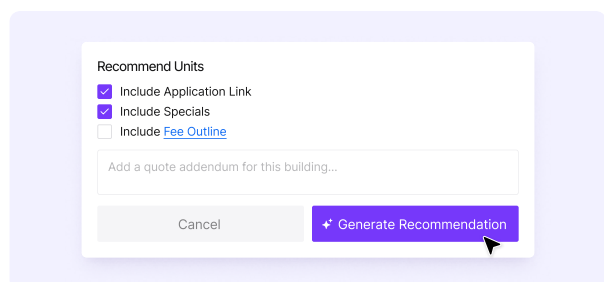 Recommend Units
Include Application Link
Include Specials
Include Fee Outline
Add a quote addendum for this building...
Cancel
Generate Recommendation